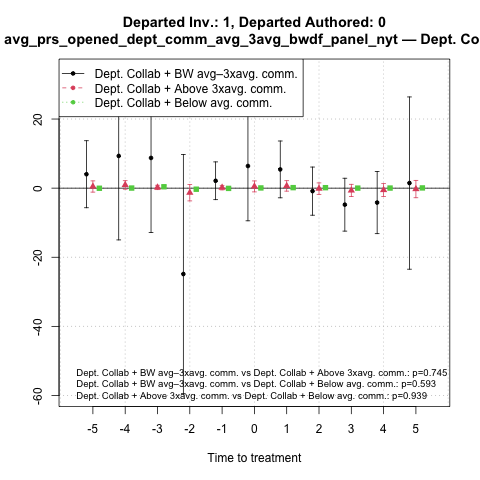 Departed Inv.: 1, Departed Authored: 0
avg_prs_opened_dept_comm_avg_3avg_bwdf_panel_nyt — Dept. Co
Dept. Collab + BW avg–3xavg. comm.
Dept. Collab + Above 3xavg. comm.
Dept. Collab + Below avg. comm.
20
0
-20
-40
-60
Dept. Collab + BW avg–3xavg. comm. vs Dept. Collab + Above 3xavg. comm.: p=0.745
Dept. Collab + BW avg–3xavg. comm. vs Dept. Collab + Below avg. comm.: p=0.593
Dept. Collab + Above 3xavg. comm. vs Dept. Collab + Below avg. comm.: p=0.939
-5 -4 -3 -2 -1 0 1 2 3 4 5
Time to treatment